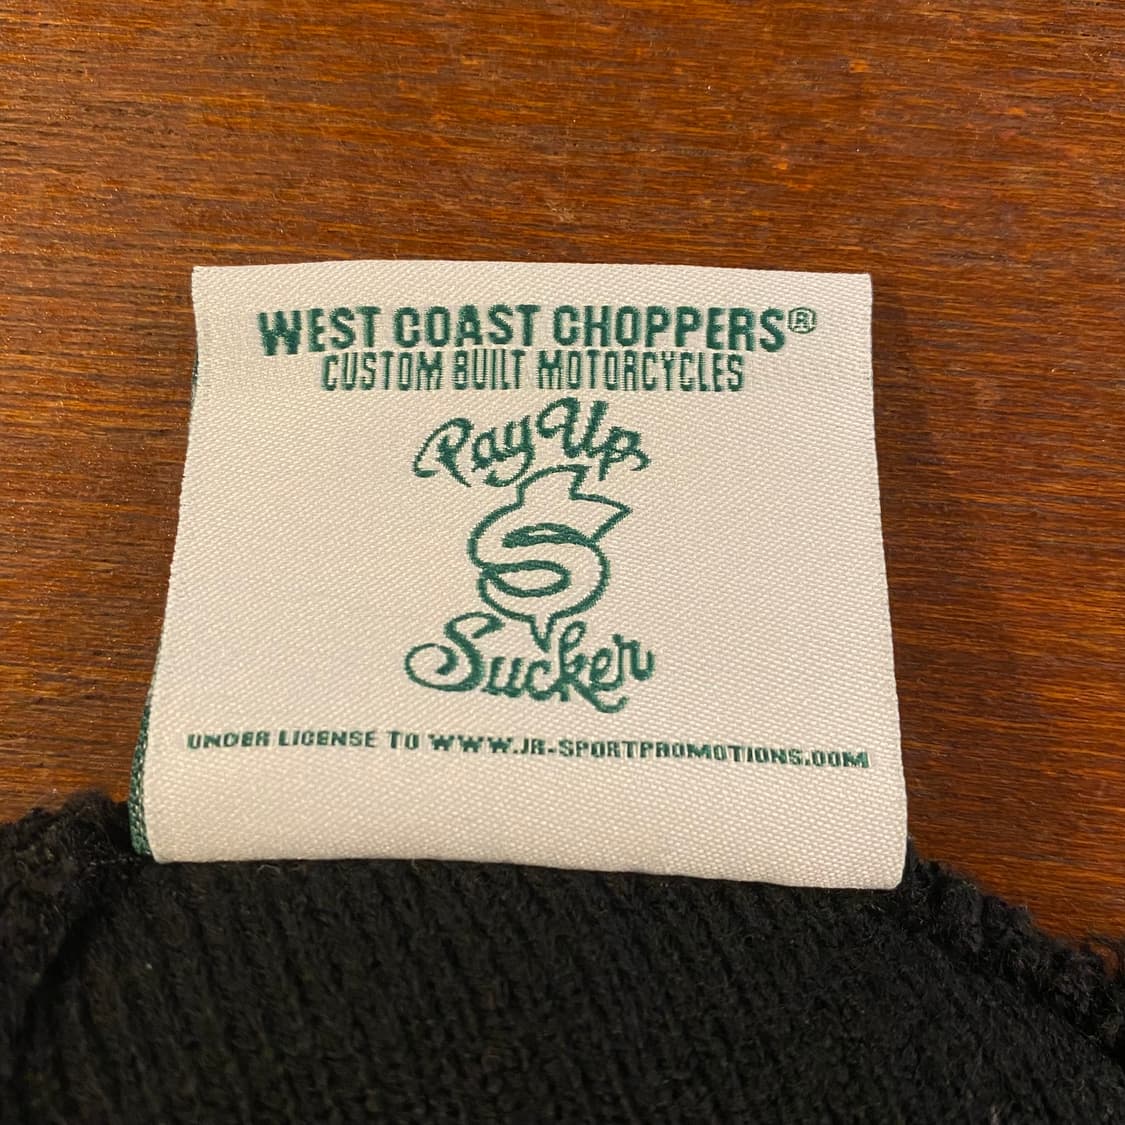 WEST COAST CHOPPERS®
CUSTOM BUILT MOTORCYCLES
Pay Up
$
Sucker
UNDER LICENSE TO WWW.JR-SPORTPROMOTIONS.COM